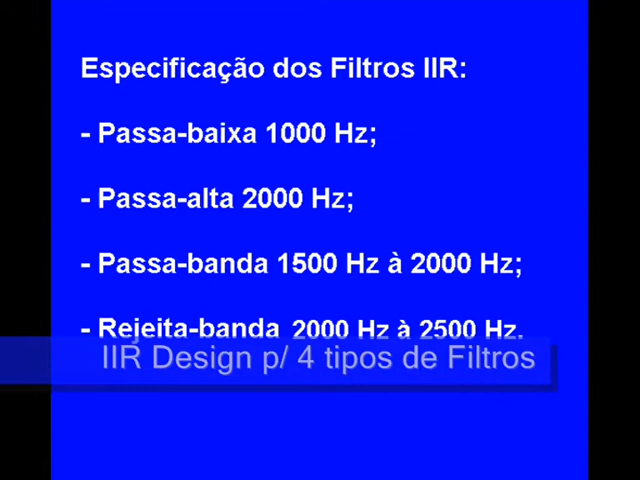 Especificação dos Filtros IIR:
- Passa-baixa 1000 Hz;
- Passa-alta 2000 Hz;
- Passa-banda 1500 Hz à 2000 Hz;
- Rejeita-banda 2000 Hz à 2500 Hz.
IIR Design p/ 4 tipos de Filtros